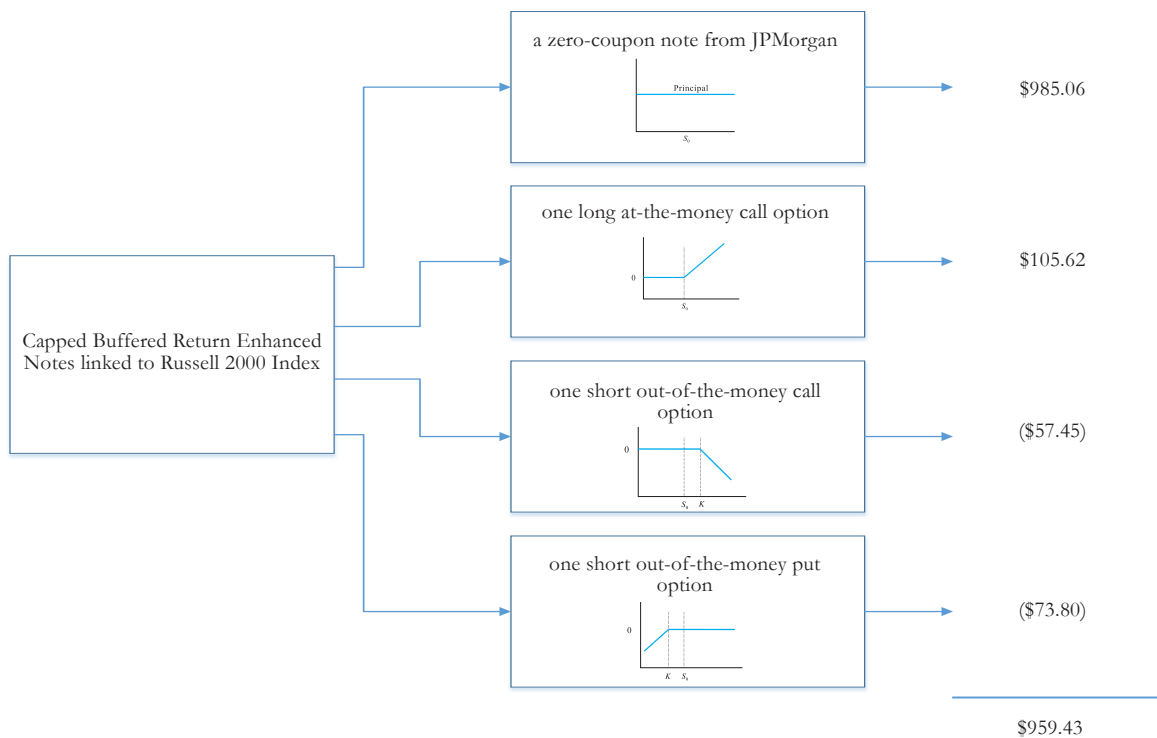 a zero-coupon note from JPMorgan
Principal
S₀
$985.06
one long at-the-money call option
0
S₀
$105.62
Capped Buffered Return Enhanced
Notes linked to Russell 2000 Index
one short out-of-the-money call
option
0
S₀ K
($57.45)
one short out-of-the-money put
option
0
K S₀
($73.80)
$959.43